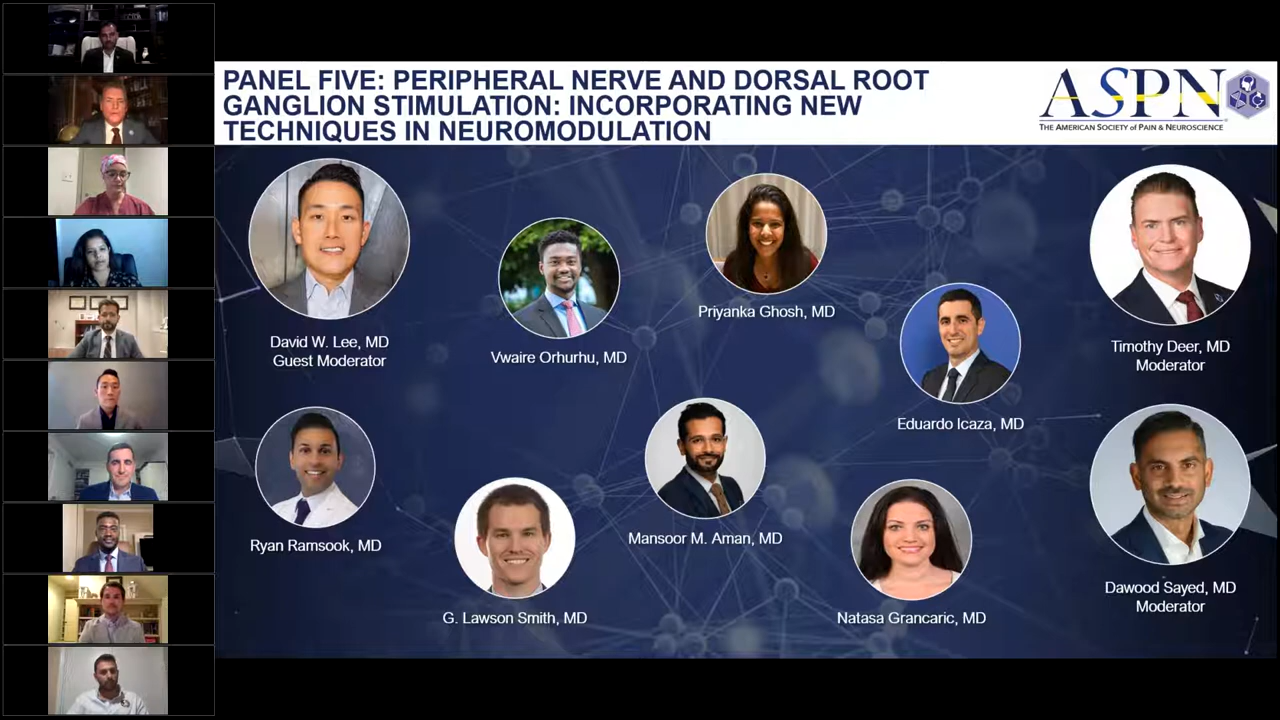 PANEL FIVE: PERIPHERAL NERVE AND DORSAL ROOT
GANGLION STIMULATION: INCORPORATING NEW
TECHNIQUES IN NEUROMODULATION
ASPN
THE AMERICAN SOCIETY of PAIN & NEUROSCIENCE
David W. Lee, MD
Guest Moderator
Vwaire Orhurhu, MD
Priyanka Ghosh, MD
Eduardo Icaza, MD
Timothy Deer, MD
Moderator
Ryan Ramsook, MD
G. Lawson Smith, MD
Mansoor M. Aman, MD
Natasa Grancaric, MD
Dawood Sayed, MD
Moderator